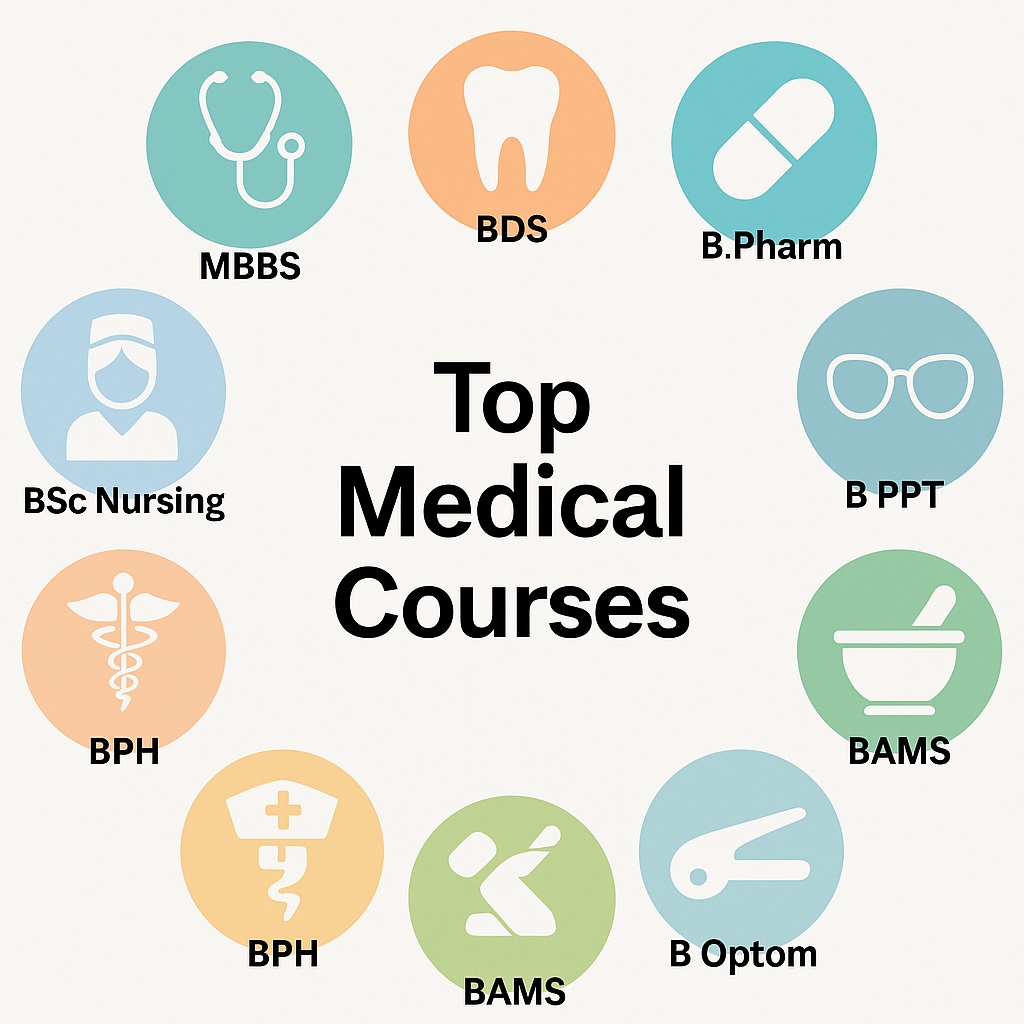 MBBS
BDS
B.Pharm
BSc Nursing
Top
Medical
Courses
B PPT
BPH
BAMS
BPH
BAMS
B Optom